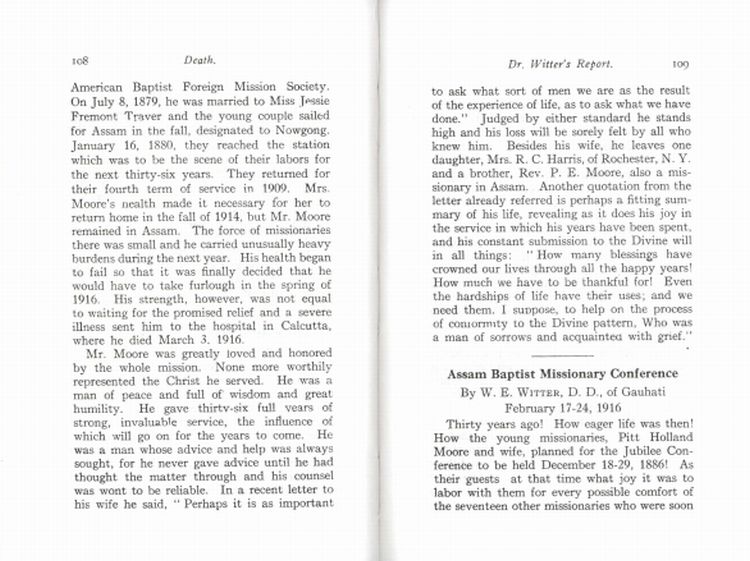 108 Death.
American Baptist Foreign Mission Society.
On July 8, 1879, he was married to Miss Jessie
Fremont Traver and the young couple sailed
for Assam in the fall, designated to Nowgong.
January 16, 1880, they reached the station
which was to be the scene of their labors for
the next thirty-six years. They returned for
their fourth term of service in 1909. Mrs.
Moore's health made it necessary for her to
return home in the fall of 1914, but Mr. Moore
remained in Assam. The force of missionaries
there was small and he carried unusually heavy
burdens during the next year. His health began
to fail so that it was finally decided that he
would have to take furlough in the spring of
1916. His strength, however, was not equal
to waiting for the promised relief and a severe
illness sent him to the hospital in Calcutta,
where he died March 3, 1916.
Mr. Moore was greatly loved and honored
by the whole mission. None more worthily
represented the Christ he served. He was a
man of peace and full of wisdom and great
humility. He gave thirty-six full years of
strong, invaluable service, the influence of
which will go on for the years to come. He
was a man whose advice and help was always
sought, for he never gave advice until he had
thought the matter through and his counsel
was wont to be reliable. In a recent letter to
his wife he said, " Perhaps it is as important
Dr. Witter's Report. 109
to ask what sort of men we are as the result
of the experience of life, as to ask what we have
done." Judged by either standard he stands
high and his loss will be sorely felt by all who
knew him. Besides his wife, he leaves one
daughter, Mrs. R. C. Harris, of Rochester, N. Y.
and a brother, Rev. P. E. Moore, also a mis-
sionary in Assam. Another quotation from the
letter already referred is perhaps a fitting sum-
mary of his life, revealing as it does his joy in
the service in which his years have been spent,
and his constant submission to the Divine will
in all things: " How many blessings have
crowned our lives through all the happy years!
How much we have to be thankful for! Even
the hardships of life have their uses; and we
need them. I suppose, to help on the process
of conformity to the Divine pattern, Who was
a man of sorrows and acquainted with grief."
Assam Baptist Missionary Conference
By W. E. WITTER, D. D., of Gauhati
February 17-24, 1916
Thirty years ago! How eager life was then!
How the young missionaries, Pitt Holland
Moore and wife, planned for the Jubilee Con-
ference to be held December 18-29, 1886! As
their guests at that time what joy it was to
labor with them for every possible comfort of
the seventeen other missionaries who were soon